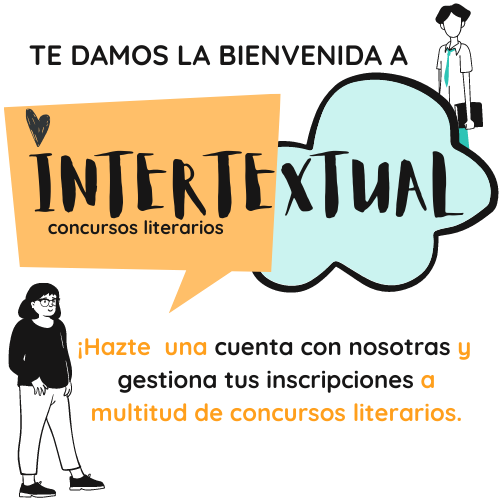 TE DAMOS LA BIENVENIDA A
INTERTEXTUAL
concursos literarios
¡Hazte una cuenta con nosotras y
gestiona tus inscripciones a
multitud de concursos literarios.